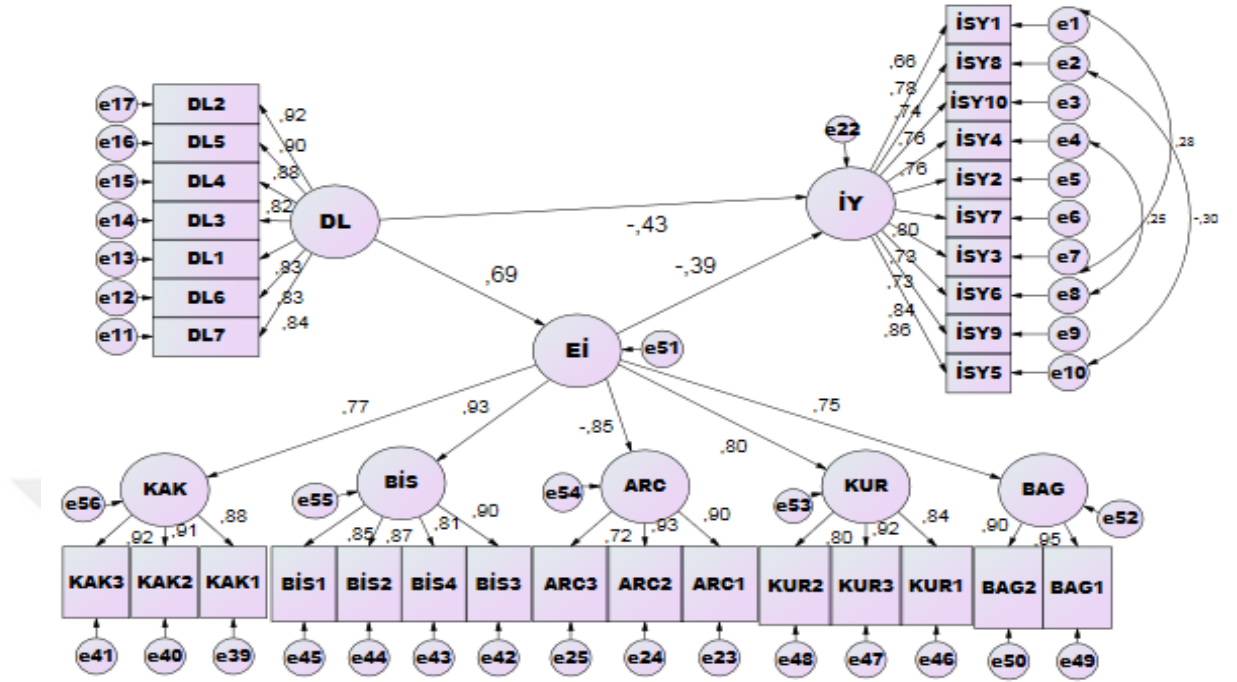 İSY1
e1
,66
İSY8
e2
,78
İSY10
e3
,74
İSY4
e4
,76
İSY2
e5
,76
İSY7
e6
İSY3
e7
,80
İSY6
e8
,73
İSY9
e9
,73
İSY5
e10
,84
,86
,28
,25
-,30
e22
İY
e17
DL2
,92
e16
DL5
,90
e15
DL4
,88
e14
DL3
,82
e13
DL1
e12
DL6
,83
e11
DL7
,83
,84
DL
-,43
,69
-,39
Eİ
e51
,77
,93
-,85
,80
,75
e56
KAK
e55
BİS
e54
ARC
e53
KUR
BAG
e52
,92
,91
,88
,85
,87
,81
,90
,72
,93
,90
,80
,92
,84
,90
,95
KAK3
KAK2
KAK1
BİS1
BİS2
BİS4
BİS3
ARC3
ARC2
ARC1
KUR2
KUR3
KUR1
BAG2
BAG1
e41
e40
e39
e45
e44
e43
e42
e25
e24
e23
e48
e47
e46
e50
e49